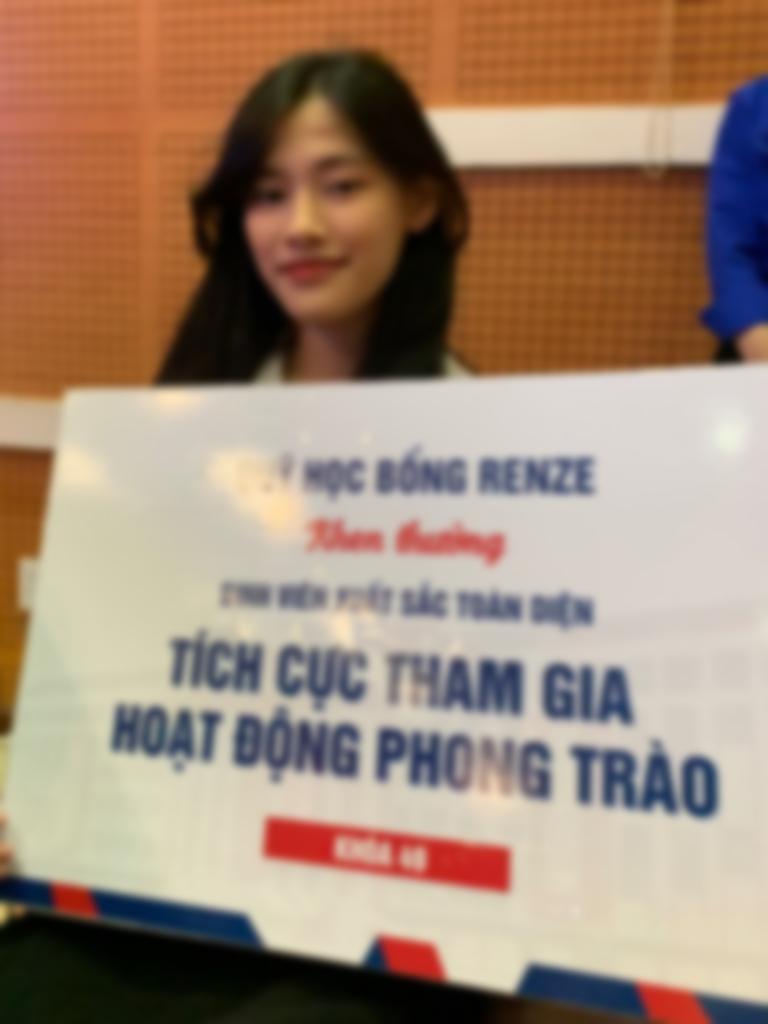 QUỸ HỌC BỔNG RENZE
Khen thưởng
SINH VIÊN XUẤT SẮC TOÀN DIỆN
TÍCH CỰC THAM GIA
HOẠT ĐỘNG PHONG TRÀO